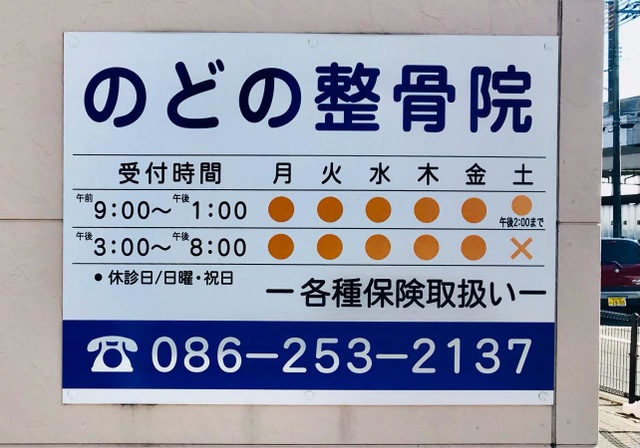 のどの整骨院
受付時間 月 火 水 木 金 土
午前9:00〜午後1:00 ● ● ● ● ● ● 午後2:00まで
午後3:00〜午後8:00 ● ● ● ● ● ×
●休診日/日曜・祝日
ー各種保険取扱いー
☎086-253-2137